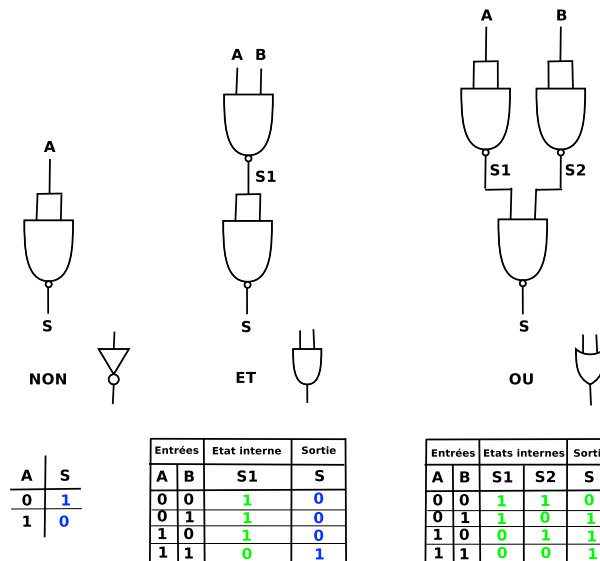 A B
A B
S1
A
S1 S2
S
S
S
NON
ET
OU
A S
0 1
1 0
Entrées Etat interne Sortie
A B S1 S
0 0 1 0
0 1 1 0
1 0 1 0
1 1 0 1
Entrées Etats internes Sorti
A B S1 S2 S
0 0 1 1 0
0 1 1 0 1
1 0 0 1 1
1 1 0 0 1